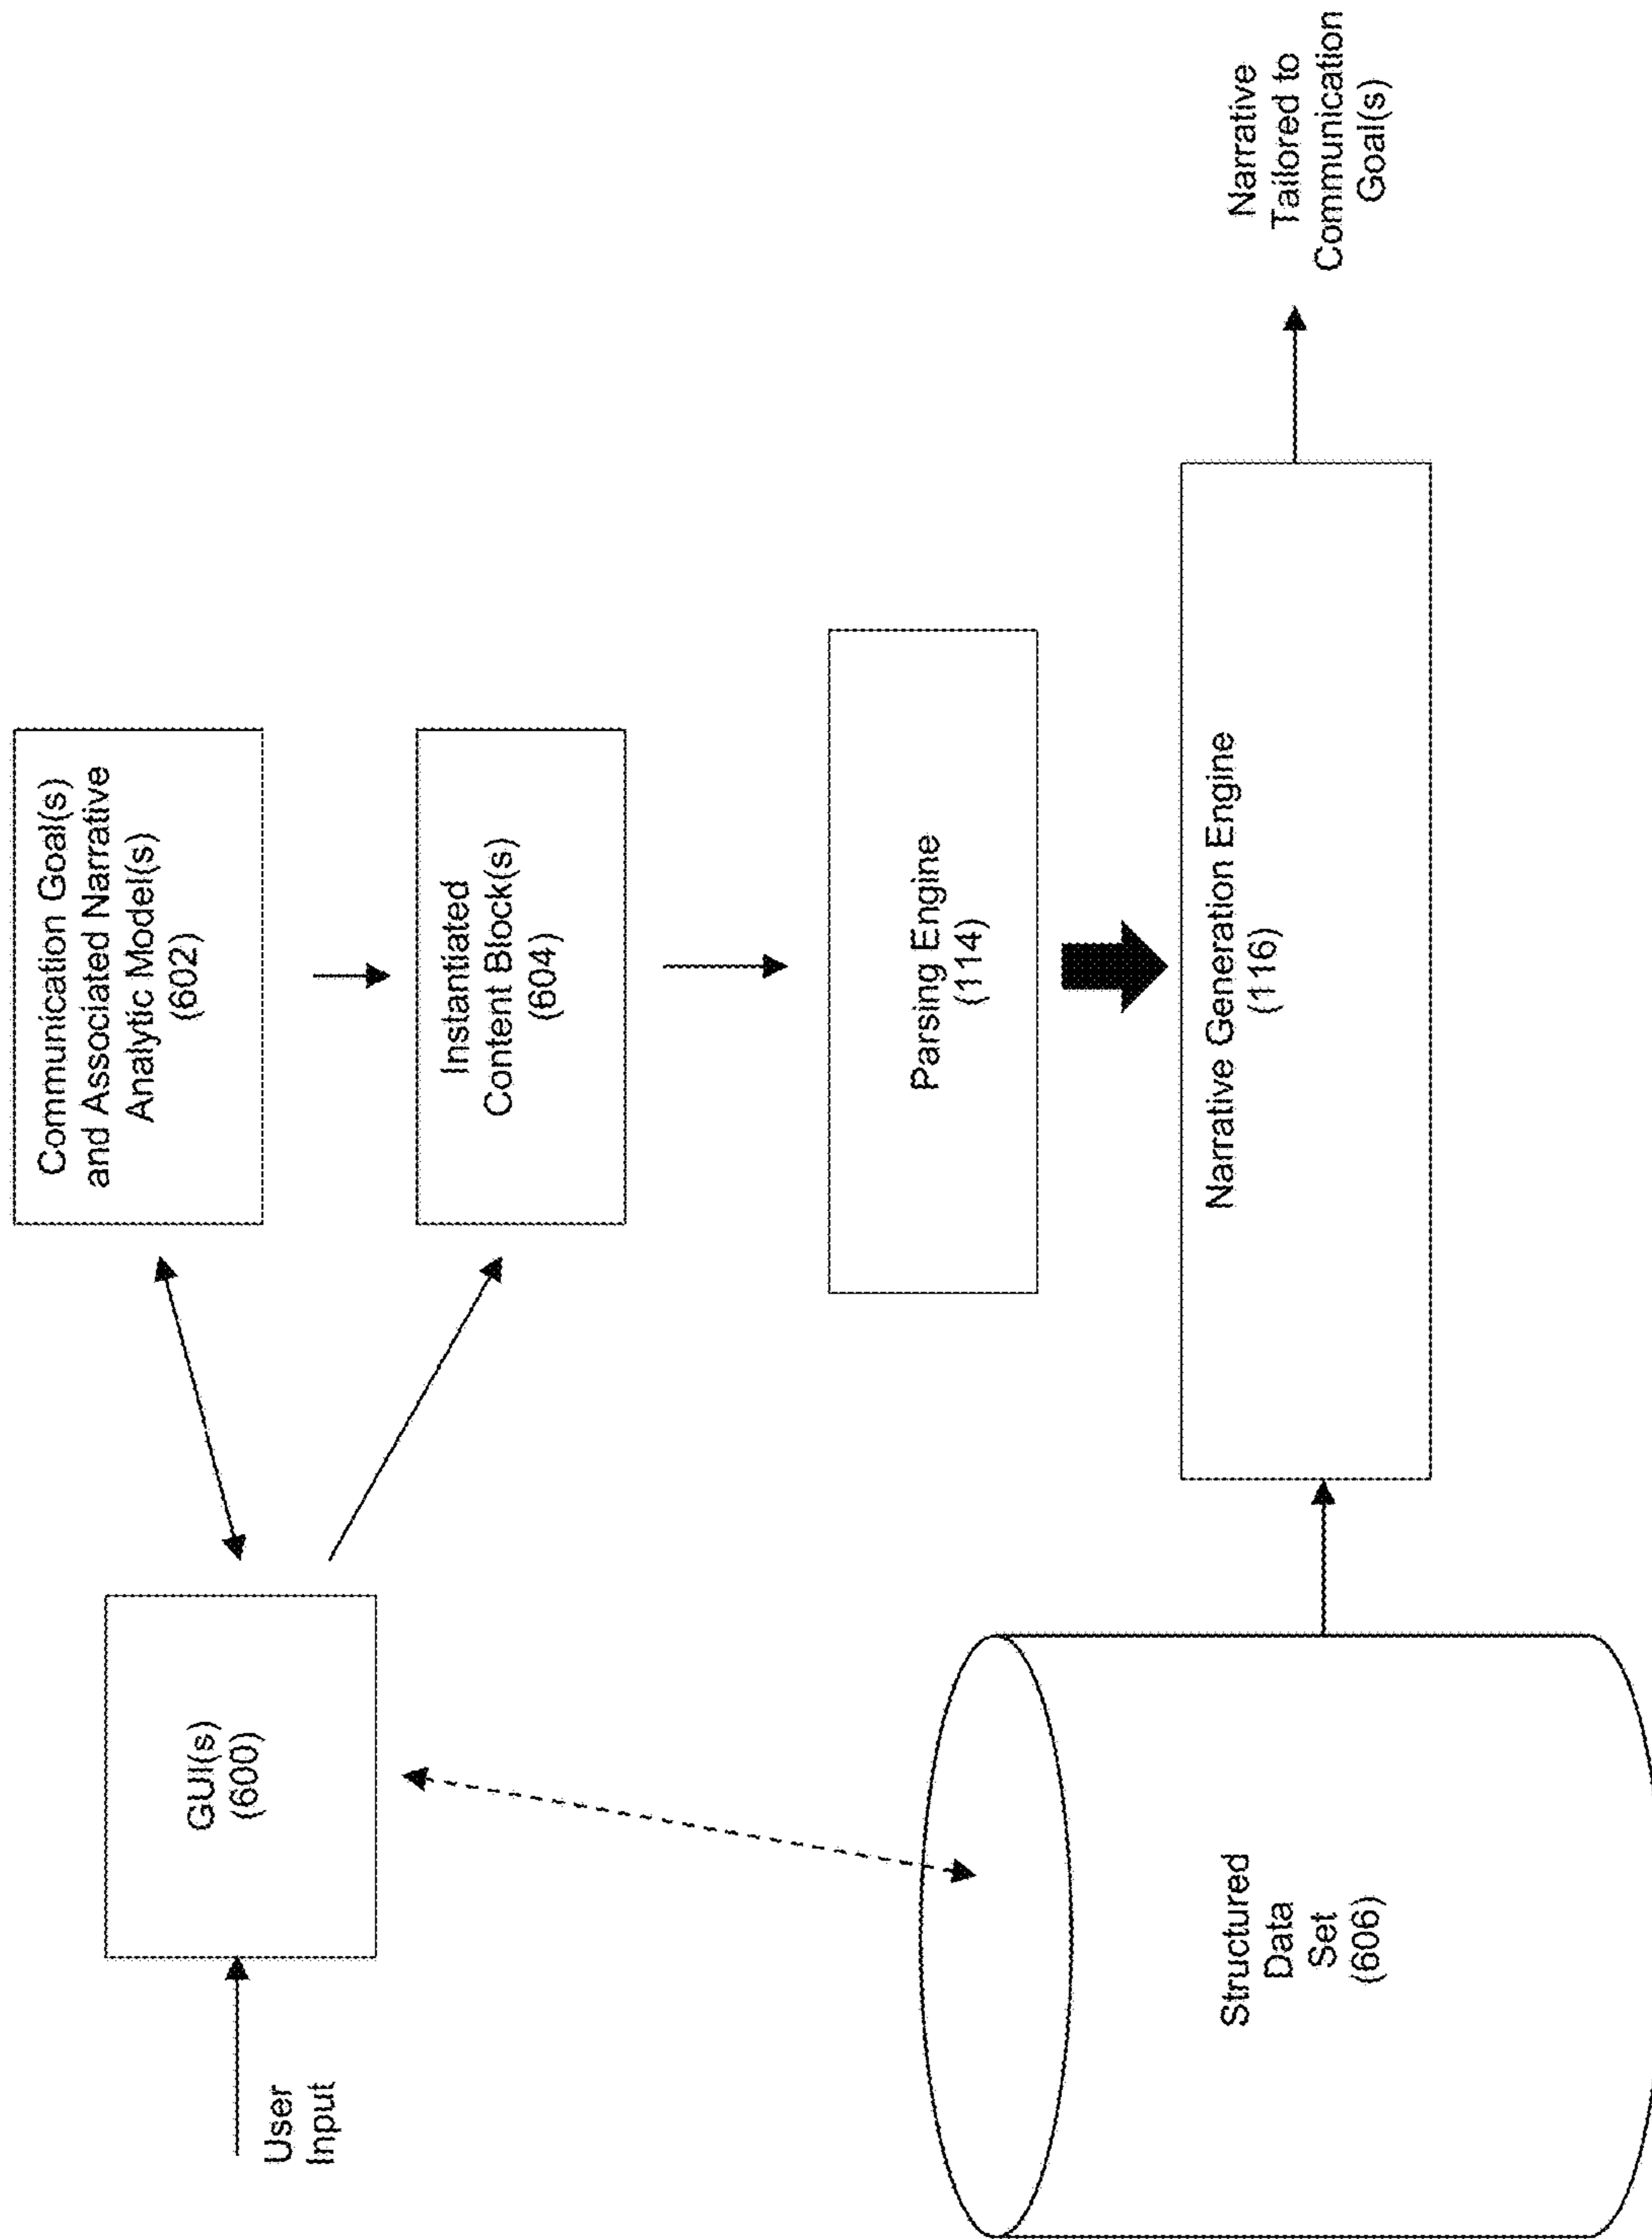 User
Input
GUI(s)
(600)
Communication Goal(s)
and Associated Narrative
Analytic Model(s)
(602)
Instantiated
Content Block(s)
(604)
Parsing Engine
(114)
Structured
Data
Set
(606)
Narrative Generation Engine
(116)
Narrative
Tailored to
Communication
Goal(s)